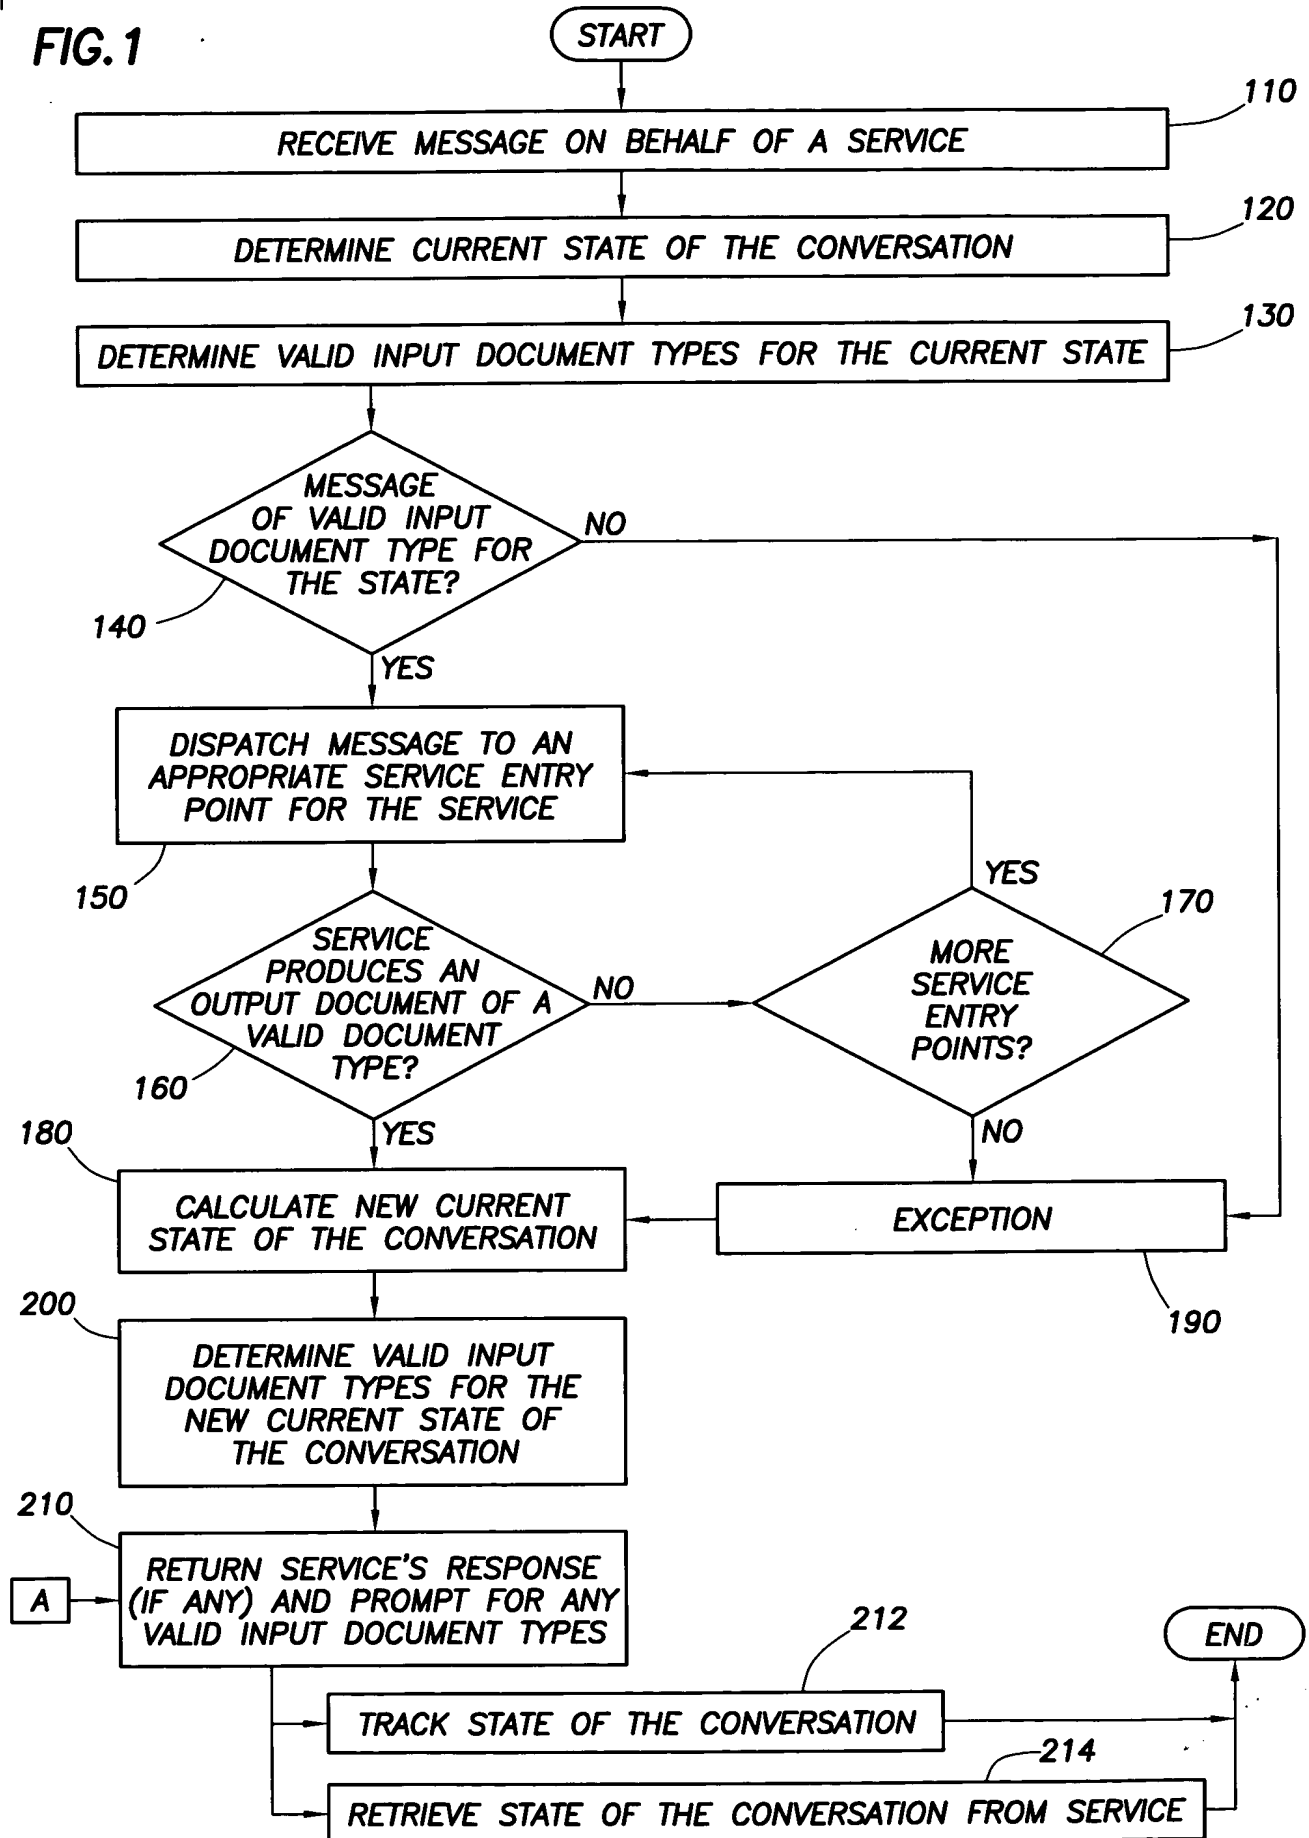 FIG. 1
START
110
RECEIVE MESSAGE ON BEHALF OF A SERVICE
120
DETERMINE CURRENT STATE OF THE CONVERSATION
130
DETERMINE VALID INPUT DOCUMENT TYPES FOR THE CURRENT STATE
MESSAGE
OF VALID INPUT
DOCUMENT TYPE FOR
THE STATE?
NO
140
YES
DISPATCH MESSAGE TO AN
APPROPRIATE SERVICE ENTRY
POINT FOR THE SERVICE
150
YES
170
SERVICE
PRODUCES AN
OUTPUT DOCUMENT OF A
VALID DOCUMENT
TYPE?
NO
MORE
SERVICE
ENTRY
POINTS?
160
YES
NO
180
CALCULATE NEW CURRENT
STATE OF THE CONVERSATION
EXCEPTION
190
200
DETERMINE VALID INPUT
DOCUMENT TYPES FOR THE
NEW CURRENT STATE OF
THE CONVERSATION
210
A
RETURN SERVICE'S RESPONSE
(IF ANY) AND PROMPT FOR ANY
VALID INPUT DOCUMENT TYPES
212
END
TRACK STATE OF THE CONVERSATION
214
RETRIEVE STATE OF THE CONVERSATION FROM SERVICE